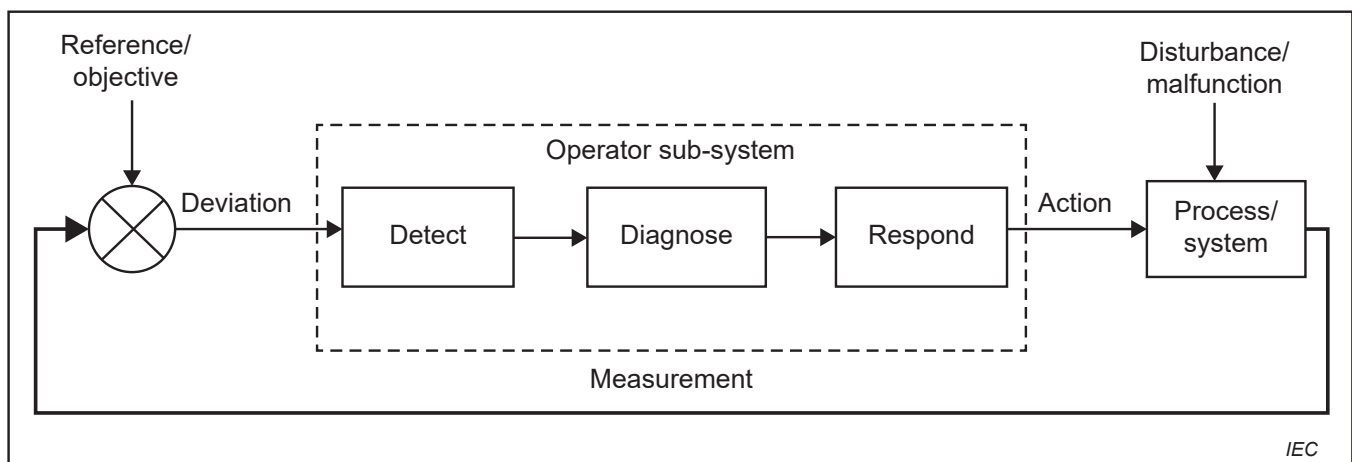 Reference/
objective
Disturbance/
malfunction
Operator sub-system
Deviation
Detect
Diagnose
Respond
Action
Process/
system
Measurement
IEC